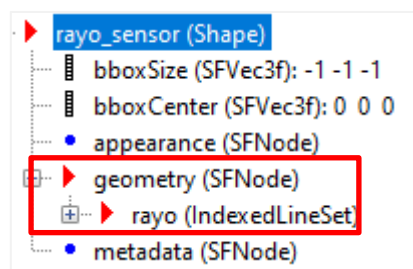 rayo_sensor (Shape)
bboxSize (SFVec3f): -1 -1 -1
bboxCenter (SFVec3f): 0 0 0
appearance (SFNode)
geometry (SFNode)
rayo (IndexedLineSet)
metadata (SFNode)